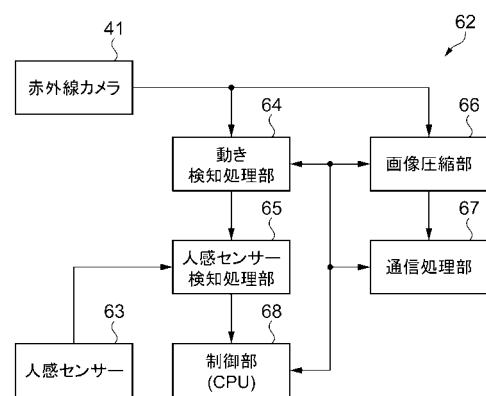 41
62
赤外線カメラ
64
66
動き
検知処理部
画像圧縮部
65
67
人感センサー
検知処理部
通信処理部
63
68
人感センサー
制御部
(CPU)